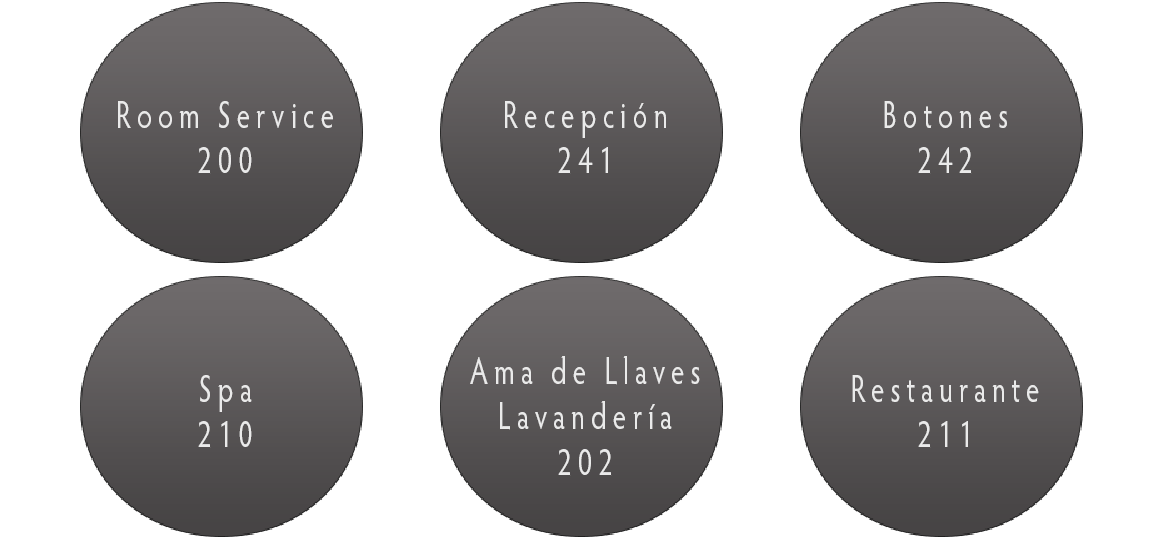 Room Service
200
Recepción
241
Botones
242
Spa
210
Ama de Llaves
Lavandería
202
Restaurante
211